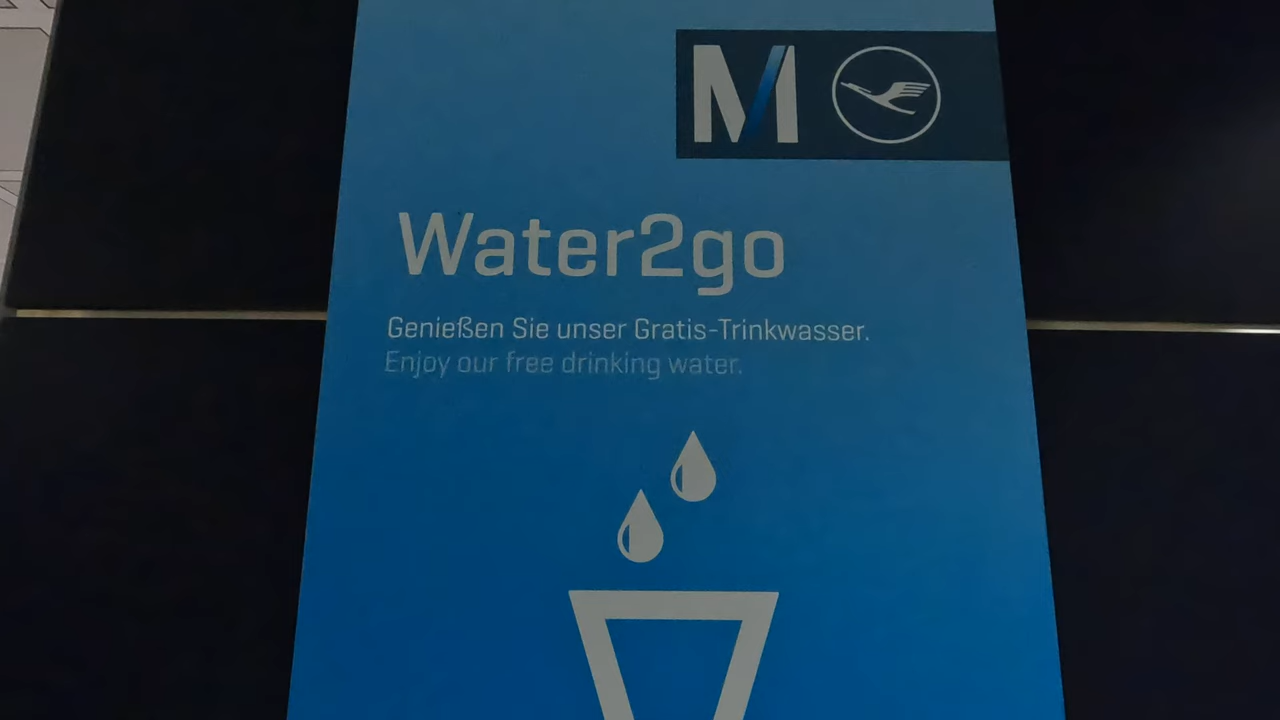 M
Water2go
Genießen Sie unser Gratis-Trinkwasser.
Enjoy our free drinking water.